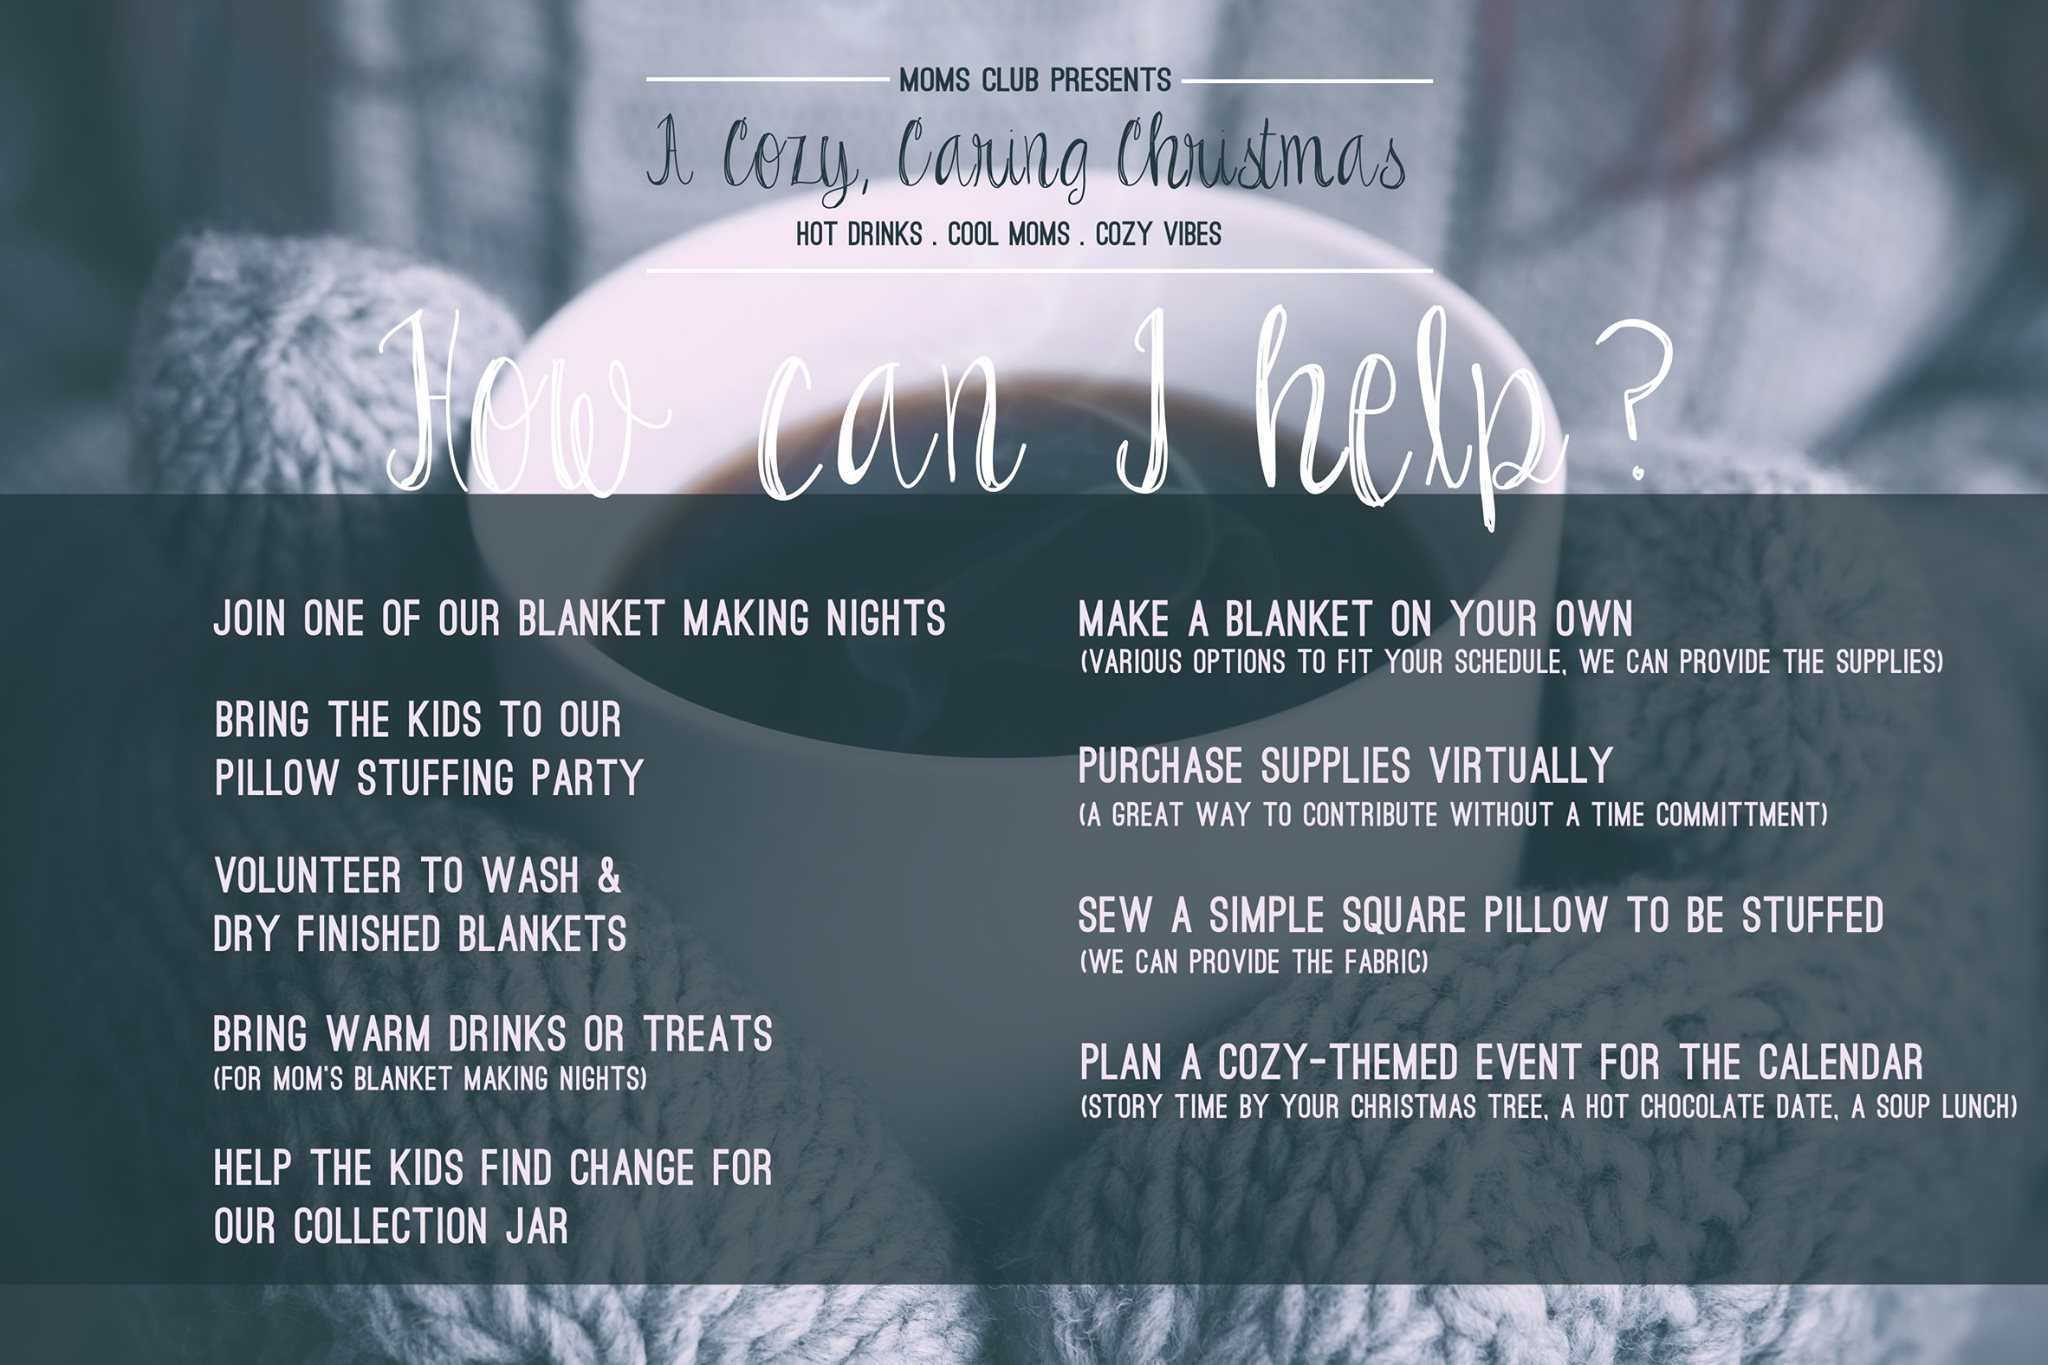 MOMS CLUB PRESENTS
A Cozy, Caring Christmas
HOT DRINKS . COOL MOMS . COZY VIBES
How can I help?
JOIN ONE OF OUR BLANKET MAKING NIGHTS
BRING THE KIDS TO OUR
PILLOW STUFFING PARTY
VOLUNTEER TO WASH &
DRY FINISHED BLANKETS
BRING WARM DRINKS OR TREATS
(FOR MOM'S BLANKET MAKING NIGHTS)
HELP THE KIDS FIND CHANGE FOR
OUR COLLECTION JAR
MAKE A BLANKET ON YOUR OWN
(VARIOUS OPTIONS TO FIT YOUR SCHEDULE, WE CAN PROVIDE THE SUPPLIES)
PURCHASE SUPPLIES VIRTUALLY
(A GREAT WAY TO CONTRIBUTE WITHOUT A TIME COMMITTMENT)
SEW A SIMPLE SQUARE PILLOW TO BE STUFFED
(WE CAN PROVIDE THE FABRIC)
PLAN A COZY-THEMED EVENT FOR THE CALENDAR
(STORY TIME BY YOUR CHRISTMAS TREE, A HOT CHOCOLATE DATE, A SOUP LUNCH)